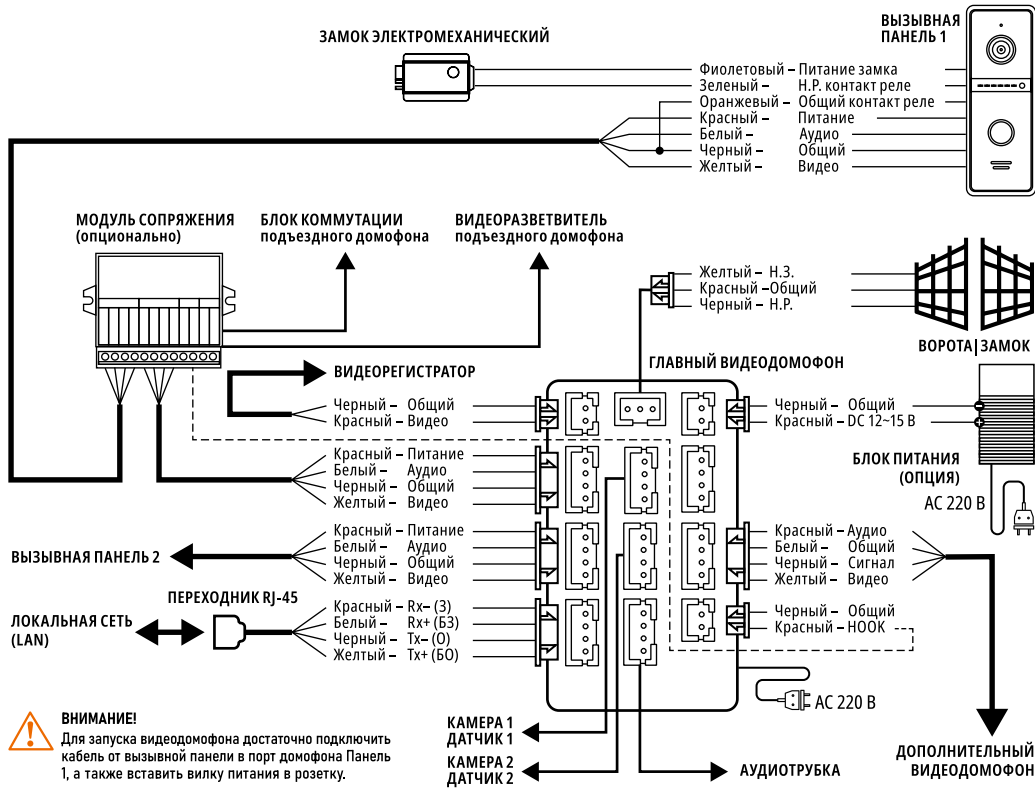 ЗАМОК ЭЛЕКТРОМЕХАНИЧЕСКИЙ
ВЫЗЫВНАЯ
ПАНЕЛЬ 1
Фиолетовый – Питание замка
Зеленый – Н.Р. контакт реле
Оранжевый – Общий контакт реле
Красный – Питание
Белый – Аудио
Черный – Общий
Желтый – Видео
МОДУЛЬ СОПРЯЖЕНИЯ
(опционально)
БЛОК КОММУТАЦИИ
подъездного домофона
ВИДЕОРАЗВЕТВИТЕЛЬ
подъездного домофона
Желтый – Н.З.
Красный –Общий
Черный – Н.Р.
ВОРОТА|ЗАМОК
ВИДЕОРЕГИСТРАТОР
ГЛАВНЫЙ ВИДЕОДОМОФОН
Черный – Общий
Красный – Видео
Черный – Общий
Красный – DC 12~15 В
БЛОК ПИТАНИЯ
(ОПЦИЯ)
AC 220 В
Красный – Питание
Белый – Аудио
Черный – Общий
Желтый – Видео
ВЫЗЫВНАЯ ПАНЕЛЬ 2
Красный – Питание
Белый – Аудио
Черный – Общий
Желтый – Видео
Красный – Аудио
Белый – Общий
Черный – Сигнал
Желтый – Видео
ПЕРЕХОДНИК RJ-45
ЛОКАЛЬНАЯ СЕТЬ
(LAN)
Красный – Rx– (З)
Белый – Rx+ (БЗ)
Черный – Tx– (О)
Желтый – Tx+ (БО)
Черный – Общий
Красный – HOOK
AC 220 В
ВНИМАНИЕ!
Для запуска видеодомофона достаточно подключить
кабель от вызывной панели в порт домофона Панель
1, а также вставить вилку питания в розетку.
КАМЕРА 1
ДАТЧИК 1
КАМЕРА 2
ДАТЧИК 2
АУДИОТРУБКА
ДОПОЛНИТЕЛЬНЫЙ
ВИДЕОДОМОФОН